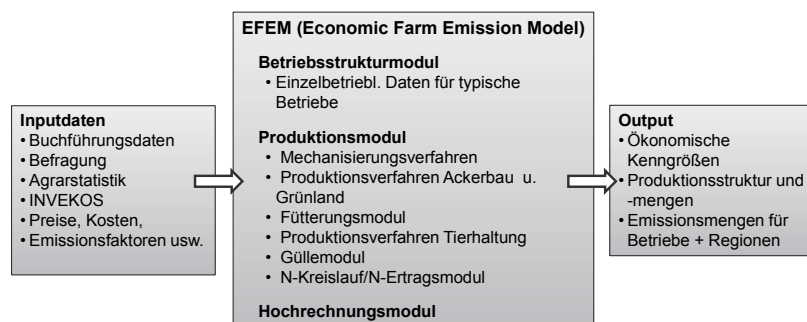 EFEM (Economic Farm Emission Model)
Betriebsstrukturmodul
• Einzelbetriebl. Daten für typische
Betriebe
Inputdaten
• Buchführungsdaten
• Befragung
• Agrarstatistik
• INVEKOS
• Preise, Kosten,
• Emissionsfaktoren usw.
Produktionsmodul
• Mechanisierungsverfahren
• Produktionsverfahren Ackerbau u.
Grünland
• Fütterungsmodul
• Produktionsverfahren Tierhaltung
• Güllemodul
• N-Kreislauf/N-Ertragsmodul
Hochrechnungsmodul
Output
• Ökonomische
Kenngrößen
• Produktionsstruktur und
-mengen
• Emissionsmengen für
Betriebe + Regionen